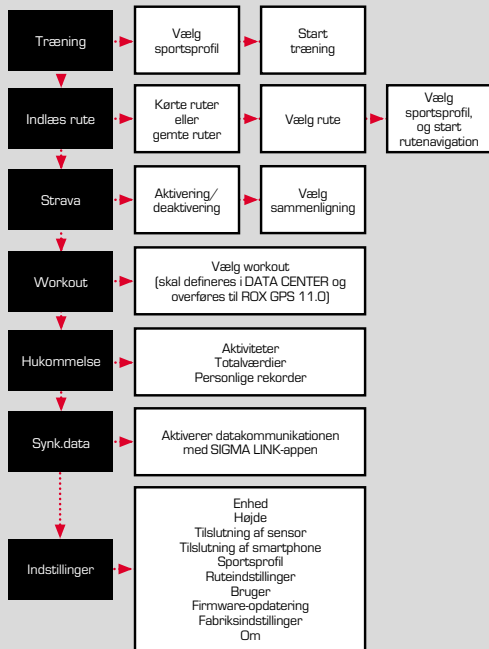 Træning
Vælg
sportsprofil
Start
træning
Indlæs rute
Kørte ruter
eller
gemte ruter
Vælg rute
Vælg
sportsprofil,
og start
rutenavigation
Strava
Aktivering/
deaktivering
Vælg
sammenligning
Workout
Vælg workout
(skal defineres i DATA CENTER og
overføres til ROX GPS 11.0)
Hukommelse
Aktiviteter
Totalværdier
Personlige rekorder
Synk.data
Aktiverer datakommunikationen
med SIGMA LINK-appen
Indstillinger
Enhed
Højde
Tilslutning af sensor
Tilslutning af smartphone
Sportsprofil
Ruteindstillinger
Bruger
Firmware-opdatering
Fabriksindstillinger
Om